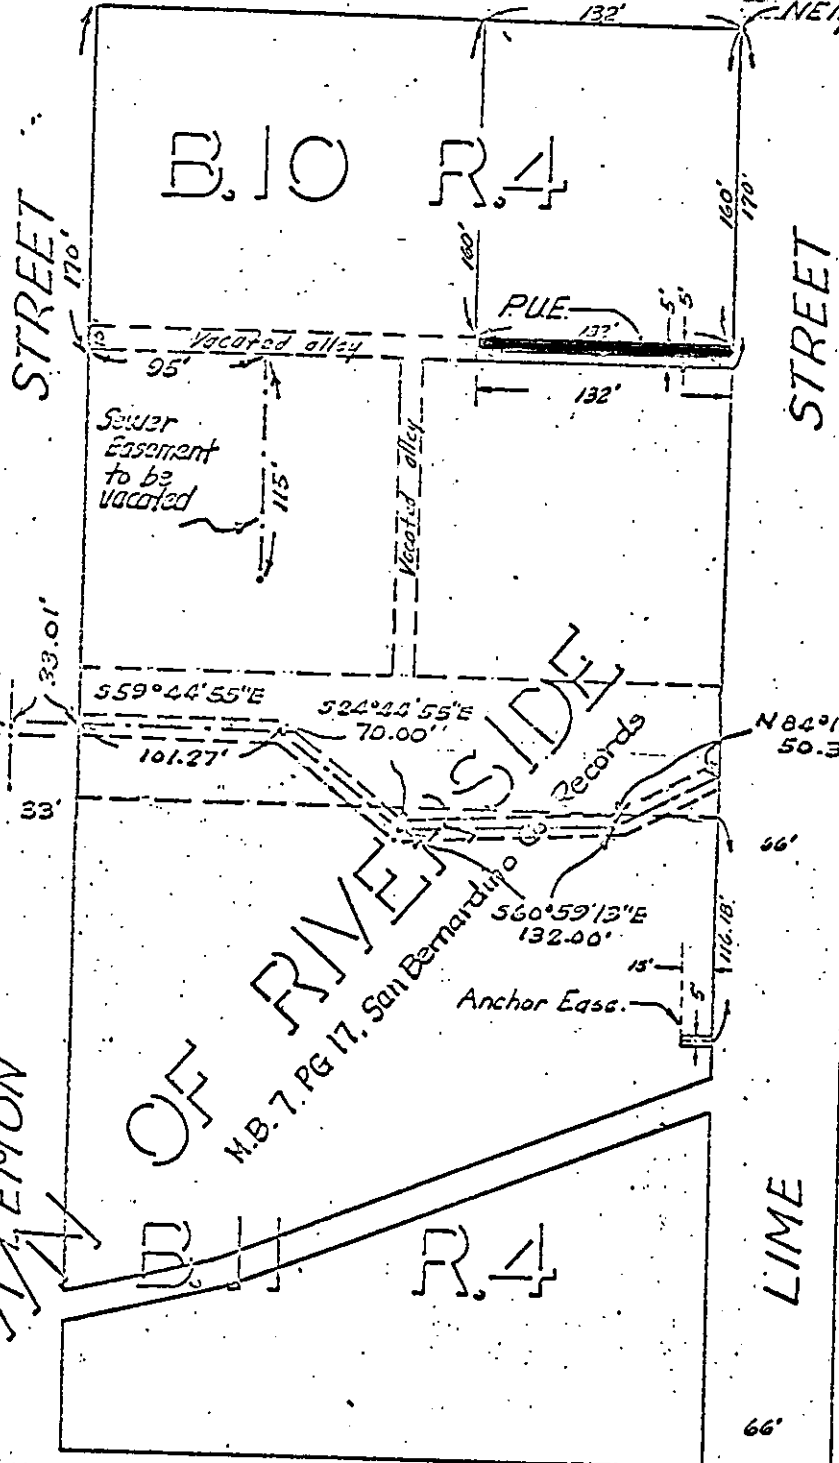 132'
B.10 R.4
STREET
170'
160'
160'
170'
STREET
P.U.E.
5'
5'
Vacated alley
132'
95'
132'
Sewer
Easement
to be
vacated
115'
Vacated alley
33.01'
S59°44'55"E
101.27'
S24°44'55"E
70.00'
50.3
33'
66'
S60°59'13"E
132.00'
15'
116.18'
5'
Anchor Ease.
OF RIVERSIDE
M.B. 7, PG 17, San Bernardino Co. Records
LEMON
B.11 R.4
LIME
66'